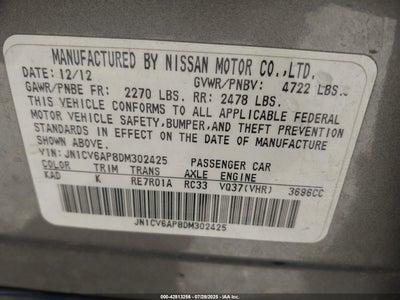 MANUFACTURED BY NISSAN MOTOR CO.,LTD.
DATE: 12/12 GVWR/PNBV: 4722 LBS.
GAWR/PNBE FR: 2270 LBS. RR: 2478 LBS.
THIS VEHICLE CONFORMS TO ALL APPLICABLE FEDERAL
MOTOR VEHICLE SAFETY, BUMPER, AND THEFT PREVENTION
STANDARDS IN EFFECT ON THE DATE OF MANUFACTURE
SHOWN ABOVE.
VIN: JN1CV6AP8DM302425 PASSENGER CAR
COLOR TRIM TRANS AXLE ENGINE
KAD K RE7R01A RC33 VQ37(VHR) 3696CC
JN1CV6AP8DM302425
ID: 000-42813256 - 07/29/2025 - IAA